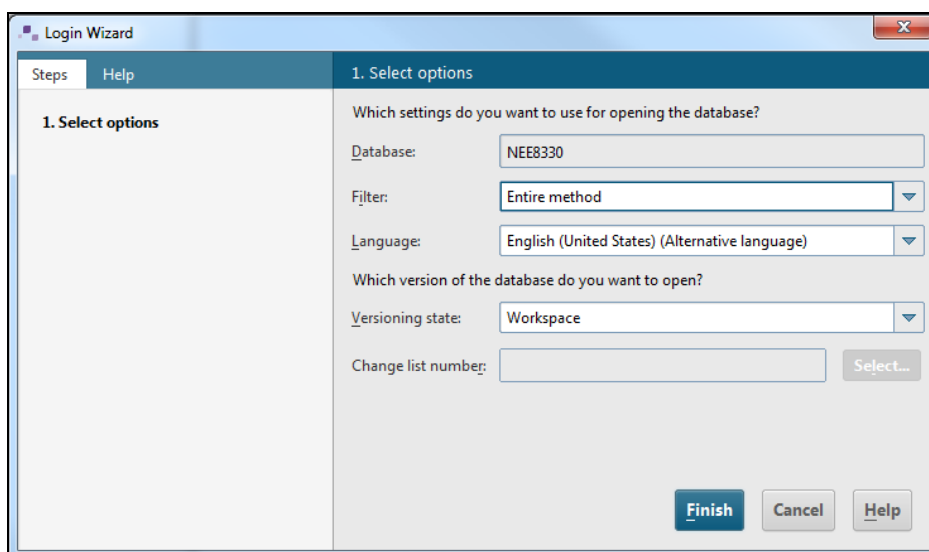 Login Wizard
Steps Help
1. Select options
1. Select options
Which settings do you want to use for opening the database?
Database: NEE8330
Filter: Entire method
Language: English (United States) (Alternative language)
Which version of the database do you want to open?
Versioning state: Workspace
Change list number: Select...
Finish Cancel Help